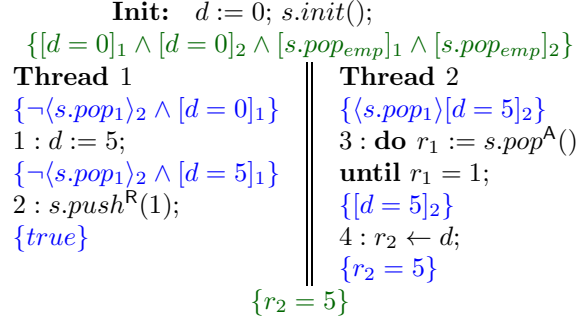 Init: d := 0; s.init();
{[d = 0]₁ ∧ [d = 0]₂ ∧ [s.pop_emp]₁ ∧ [s.pop_emp]₂}
Thread 1
{¬⟨s.pop₁⟩₂ ∧ [d = 0]₁}
1 : d := 5;
{¬⟨s.pop₁⟩₂ ∧ [d = 5]₁}
2 : s.push^R(1);
{true}
Thread 2
{⟨s.pop₁⟩[d = 5]₂}
3 : do r₁ := s.pop^A()
until r₁ = 1;
{[d = 5]₂}
4 : r₂ ← d;
{r₂ = 5}
{r₂ = 5}